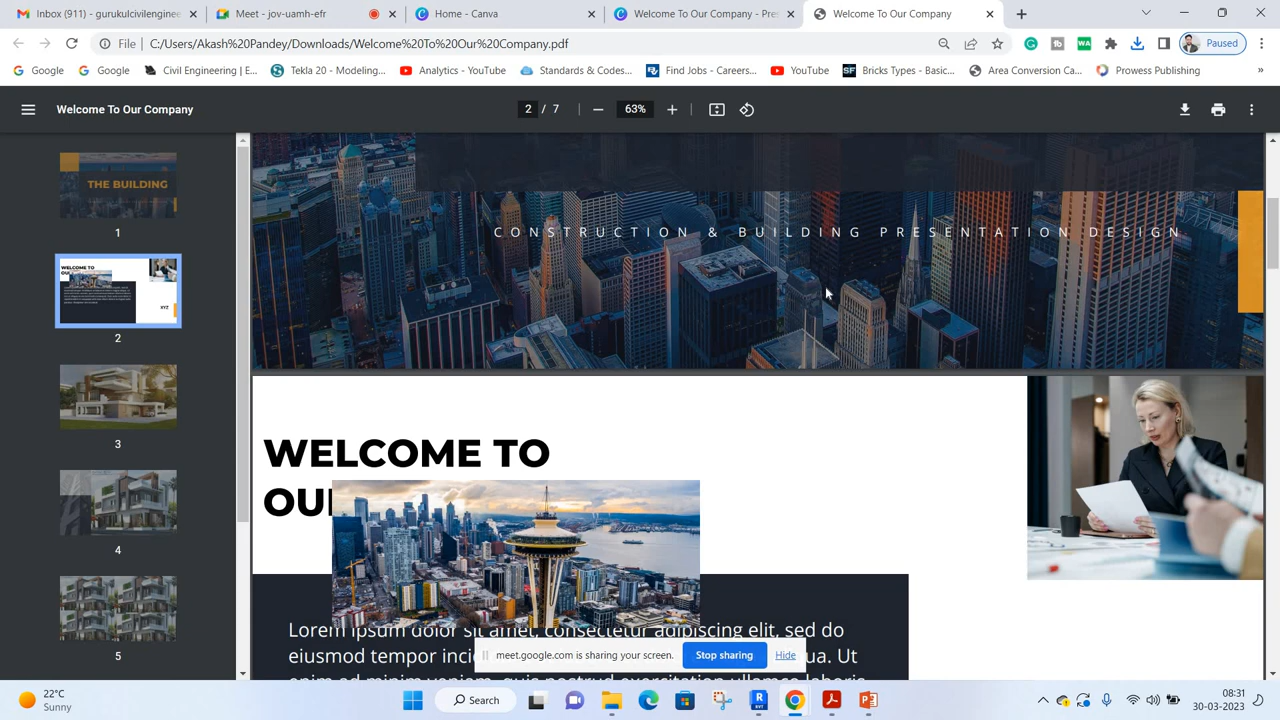 Inbox (911) - gurukulcivilenginee
Meet - jov-uamh-efr
Home - Canva
Welcome To Our Company - Pres
Welcome To Our Company
File
C:/Users/Akash%20Pandey/Downloads/Welcome%20To%20Our%20Company.pdf
Paused
Google
Google
Civil Engineering | E...
Tekla 20 - Modeling...
Analytics - YouTube
Standards & Codes...
Find Jobs - Careers...
YouTube
Bricks Types - Basic...
Area Conversion Ca...
Prowess Publishing
»
Welcome To Our Company
2 / 7
63%
THE BUILDING
1
WELCOME TO
XYZ
2
3
4
5
CONSTRUCTION & BUILDING PRESENTATION DESIGN
WELCOME TO
OU
Lorem ipsum dolor sit amet, consectetur adipiscing elit, sed do
eiusmod tempor inci
ua. Ut
meet.google.com is sharing your screen.
Stop sharing
Hide
22°C
Sunny
Search
08:31
30-03-2023